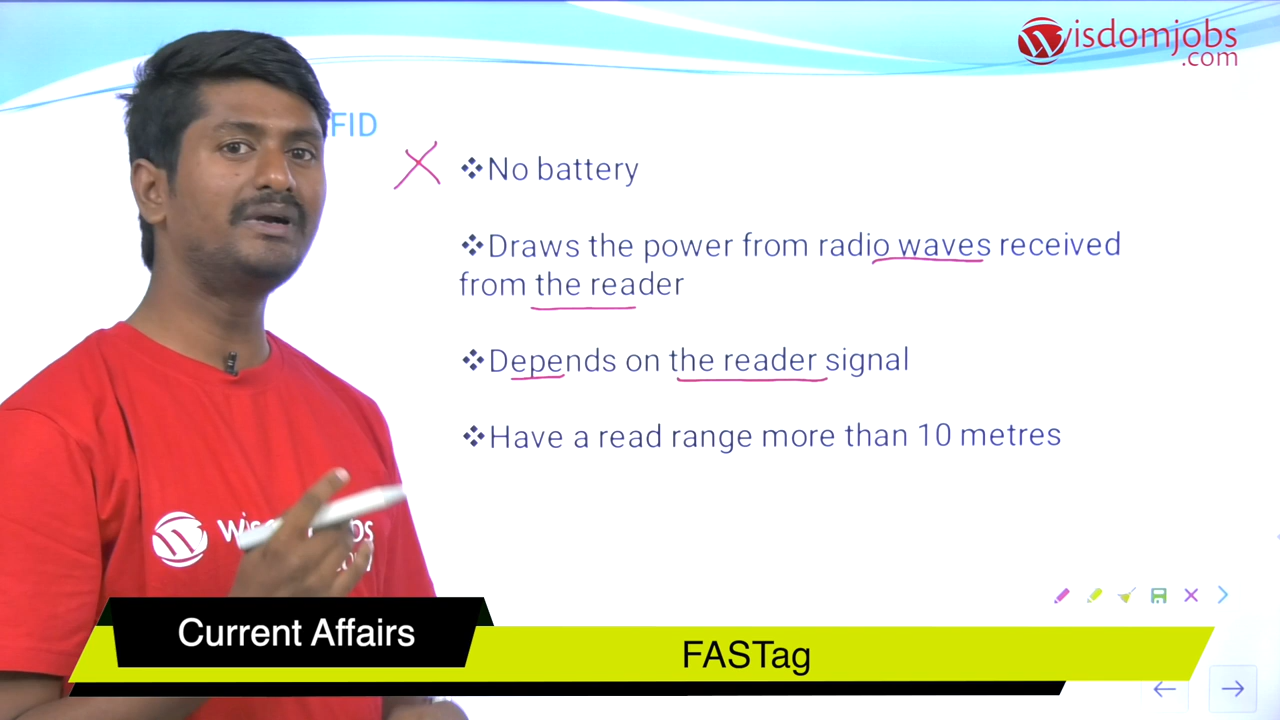 Wisdomjobs
.com
FID
❖No battery
❖Draws the power from radio waves received
from the reader
❖Depends on the reader signal
❖Have a read range more than 10 metres
Current Affairs
FASTag